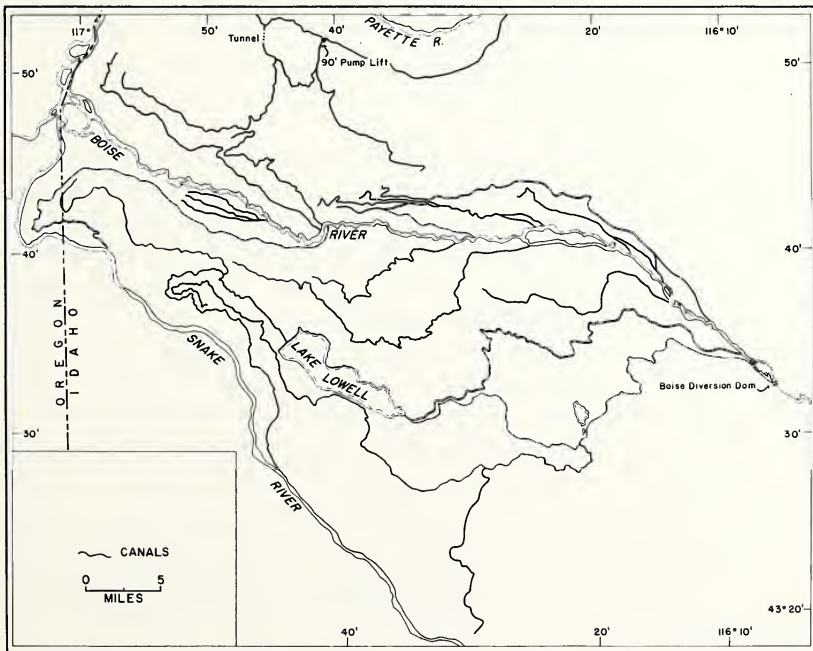 117°
50'
40'
20'
116° 10'
PAYETTE R.
Tunnel
90' Pump Lift
50'
50'
BOISE
RIVER
40'
40'
OREGON
IDAHO
SNAKE
LAKE LOWELL
Boise Diversion Dam
30'
30'
RIVER
CANALS
0 5
MILES
43° 20'
40'
20'
116° 10'